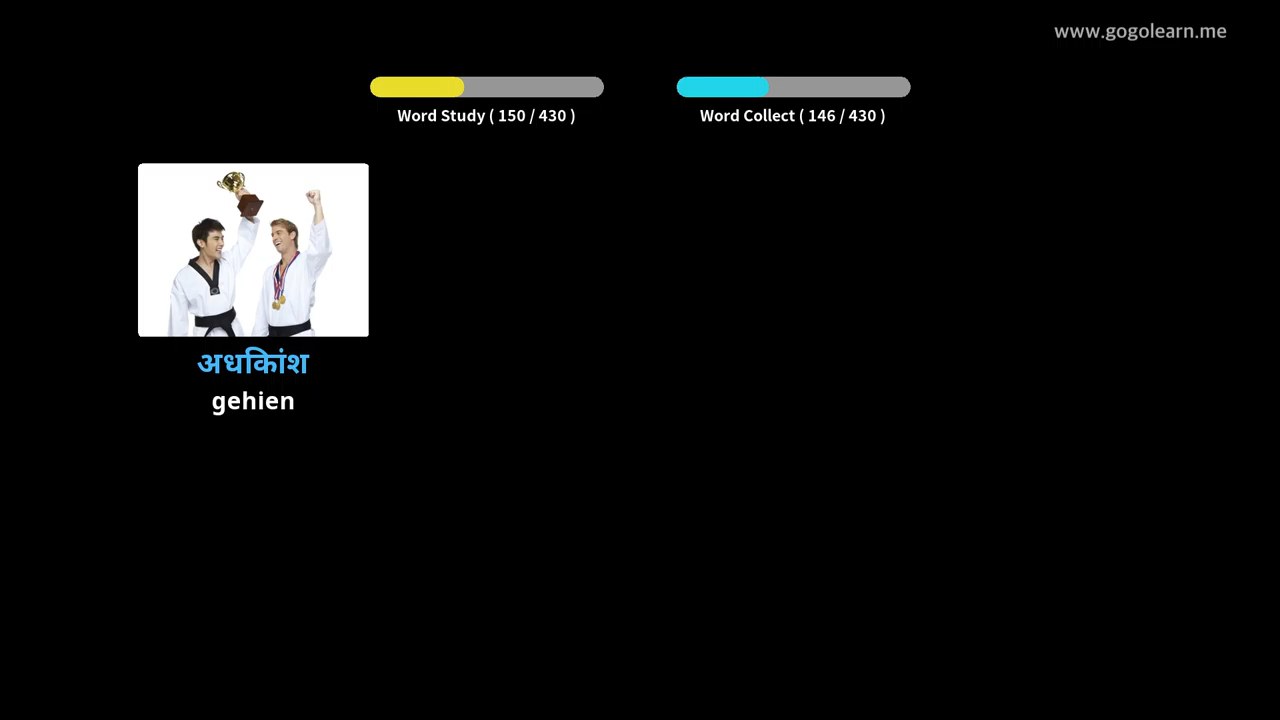 www.gogolearn.me
Word Study ( 150 / 430 )
Word Collect ( 146 / 430 )
अधिकांश
gehien